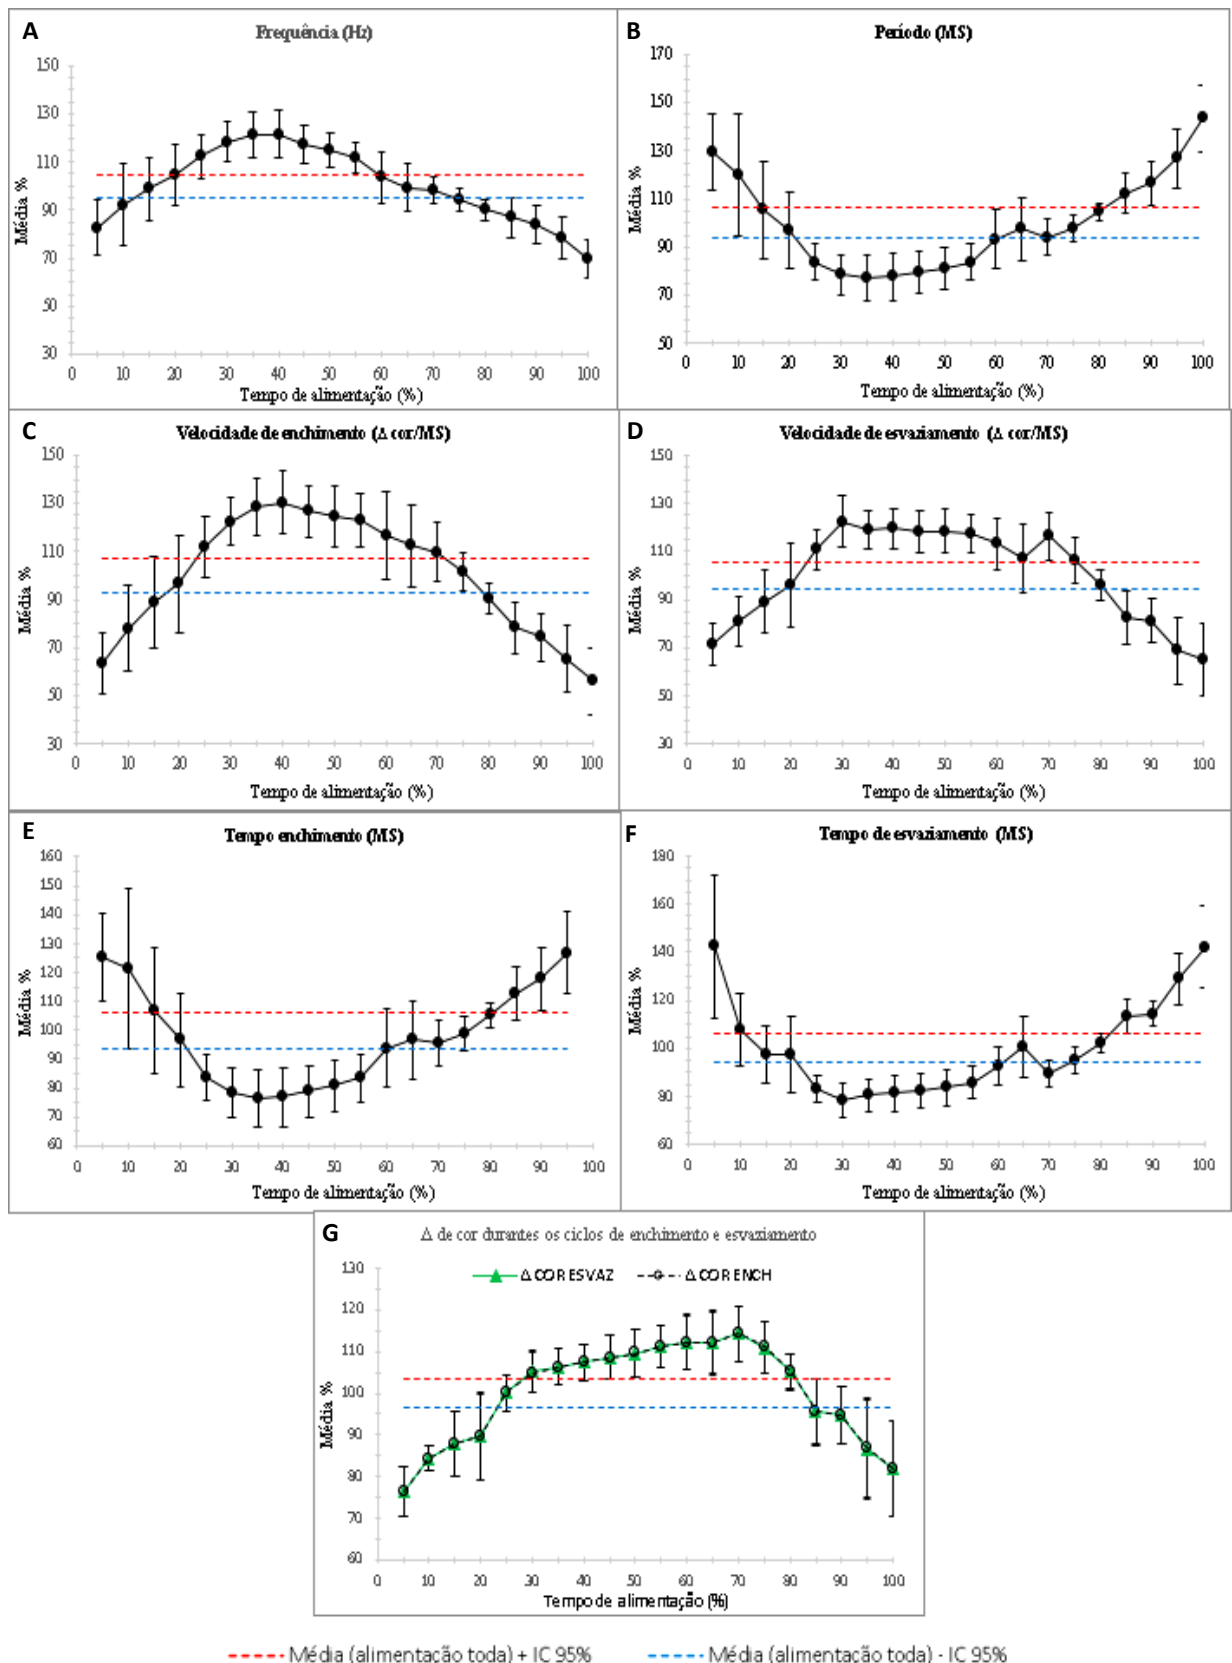 A
Frequência (Hz)
150
130
110
90
70
50
30
Média %
0 10 20 30 40 50 60 70 80 90 100
Tempo de alimentação (%)
B
Período (MS)
170
150
130
110
90
70
50
Média %
0 10 20 30 40 50 60 70 80 90 100
Tempo de alimentação (%)
C
Velocidade de enchimento (Δ cor/MS)
150
130
110
90
70
50
30
Média %
0 10 20 30 40 50 60 70 80 90 100
Tempo de alimentação (%)
D
Velocidade de esvaziamento (Δ cor/MS)
150
130
110
90
70
50
30
Média %
0 10 20 30 40 50 60 70 80 90 100
Tempo de alimentação (%)
E
Tempo enchimento (MS)
160
150
140
130
120
110
100
90
80
70
60
Média %
0 10 20 30 40 50 60 70 80 90 100
Tempo de alimentação (%)
F
Tempo de esvaziamento (MS)
180
160
140
120
100
80
60
Média %
0 10 20 30 40 50 60 70 80 90 100
Tempo de alimentação (%)
G
Δ de cor durantes os ciclos de enchimento e esvaziamento
Δ COR ESVAZ Δ COR ENCH
130
120
110
100
90
80
70
60
Média %
0 10 20 30 40 50 60 70 80 90 100
Tempo de alimentação (%)
Média (alimentação toda) + IC 95% Média (alimentação toda) - IC 95%